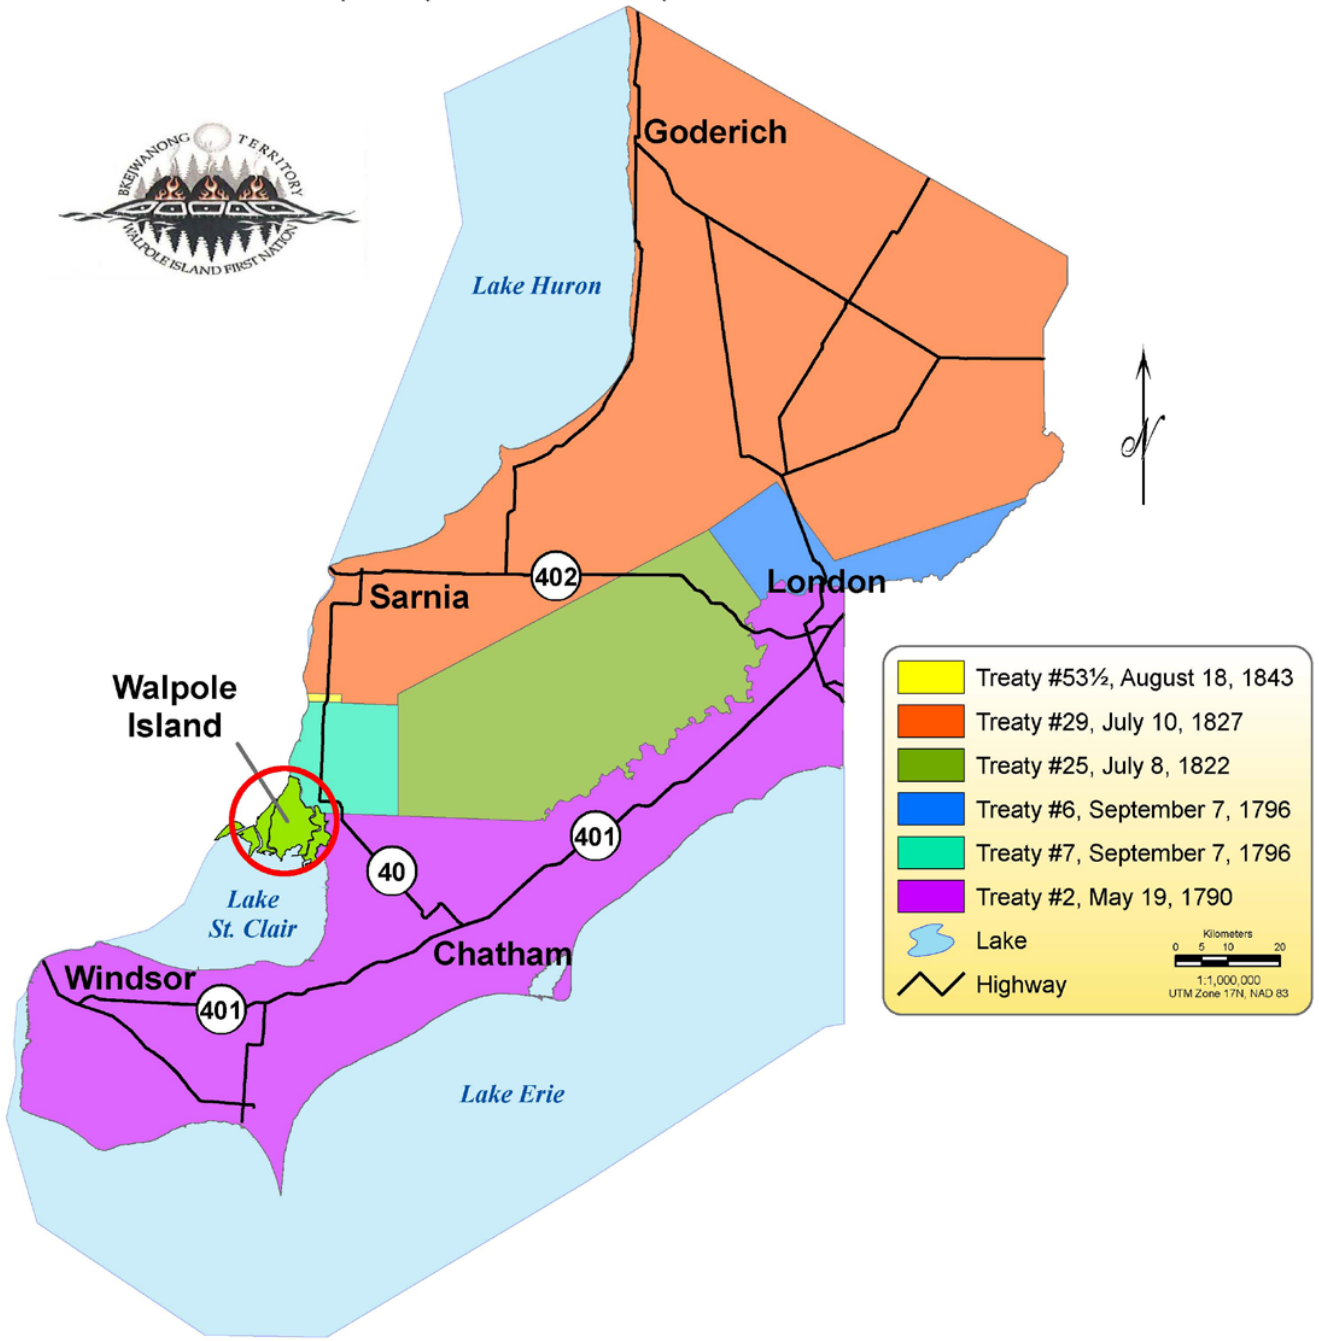 BKEJWANONG TERRITORY
WALPOLE ISLAND FIRST NATION
Goderich
Lake Huron
N
402
London
Sarnia
Walpole
Island
401
40
Lake
St. Clair
Chatham
Windsor
401
Lake Erie
Treaty #53½, August 18, 1843
Treaty #29, July 10, 1827
Treaty #25, July 8, 1822
Treaty #6, September 7, 1796
Treaty #7, September 7, 1796
Treaty #2, May 19, 1790
Lake
Highway
Kilometers
0 5 10 20
1:1,000,000
UTM Zone 17N, NAD 83